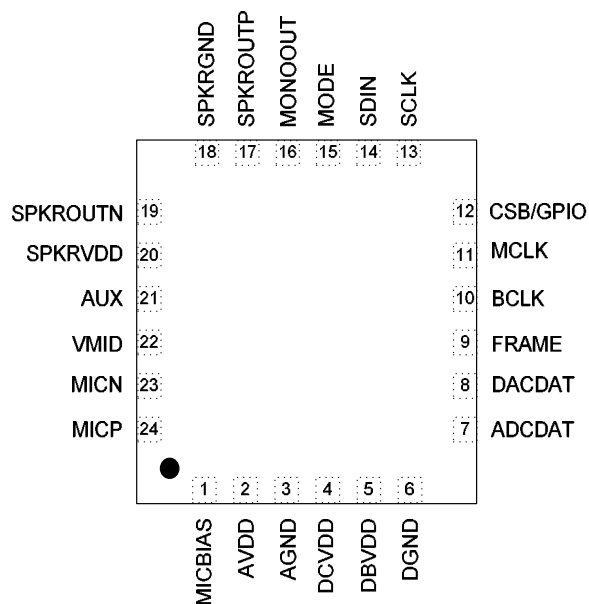 SPKRGND
SPKROUTP
MONOOUT
MODE
SDIN
SCLK
18 17 16 15 14 13
SPKROUTN 19 12 CSB/GPIO
SPKRVDD 20 11 MCLK
AUX 21 10 BCLK
VMID 22 9 FRAME
MICN 23 8 DACDAT
MICP 24 7 ADCDAT
1 2 3 4 5 6
MICBIAS
AVDD
AGND
DCVDD
DBVDD
DGND